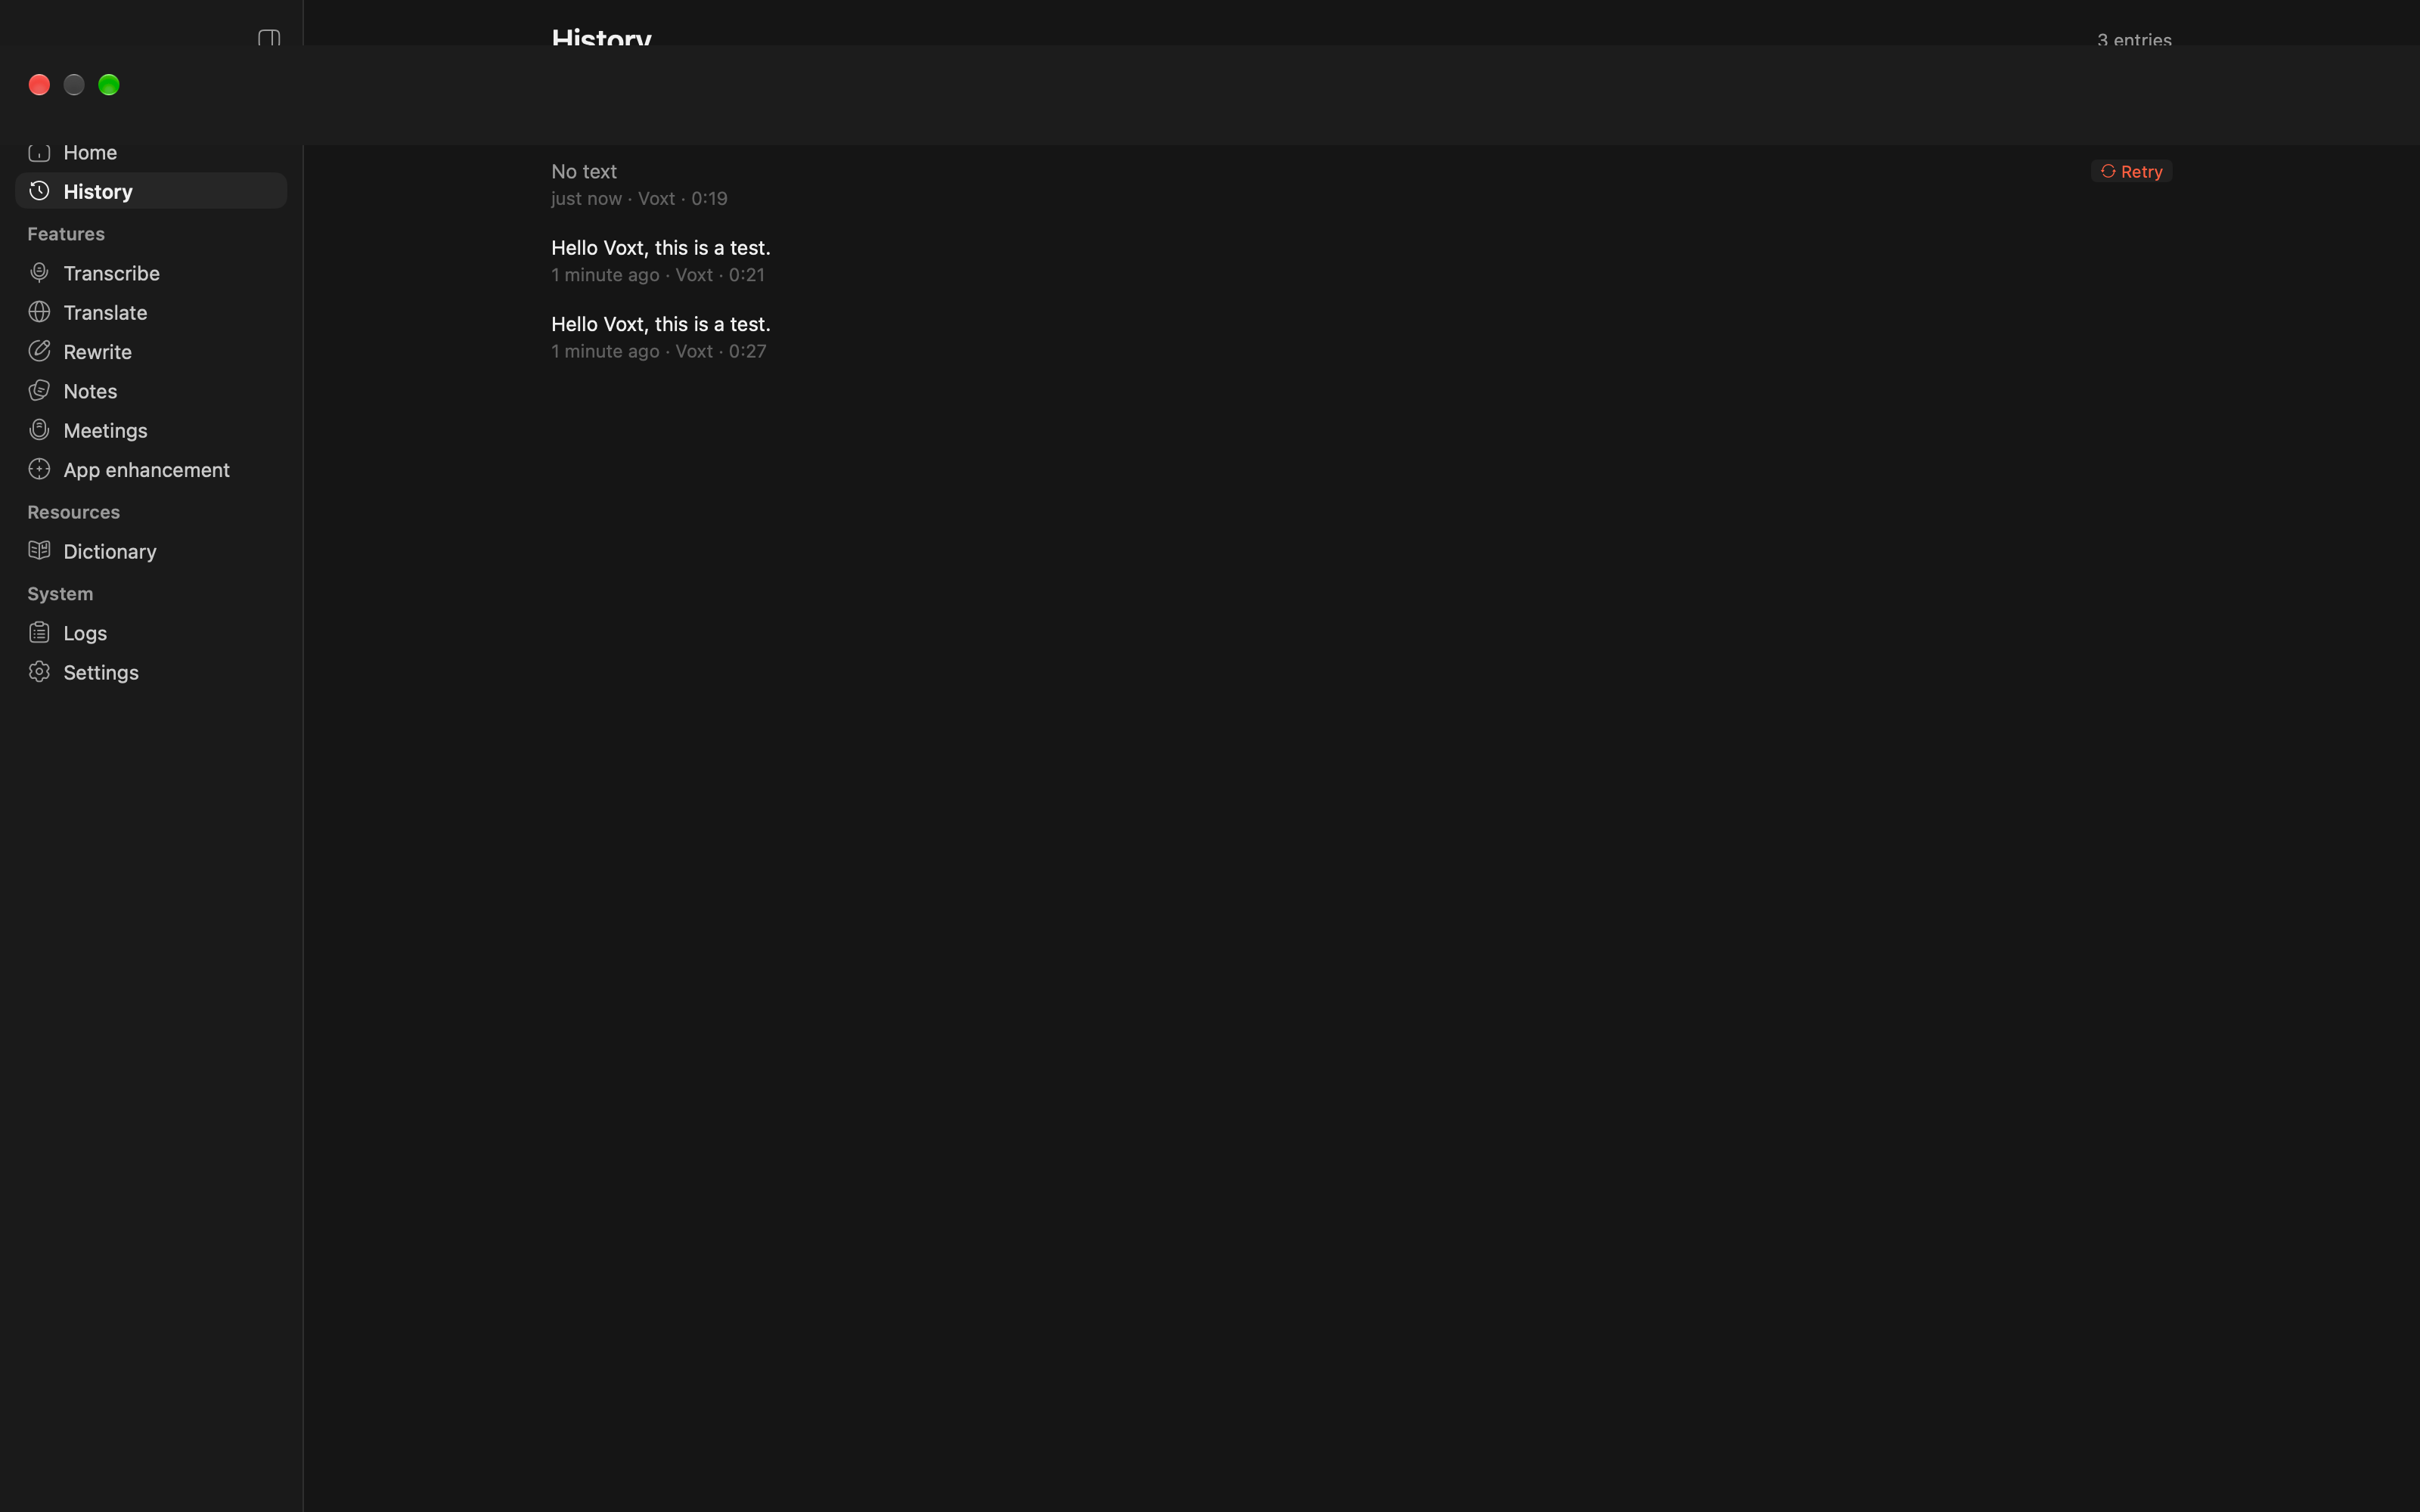 History
3 entries
Home
History
Features
Transcribe
Translate
Rewrite
Notes
Meetings
App enhancement
Resources
Dictionary
System
Logs
Settings
No text
Retry
just now · Voxt · 0:19
Hello Voxt, this is a test.
1 minute ago · Voxt · 0:21
Hello Voxt, this is a test.
1 minute ago · Voxt · 0:27